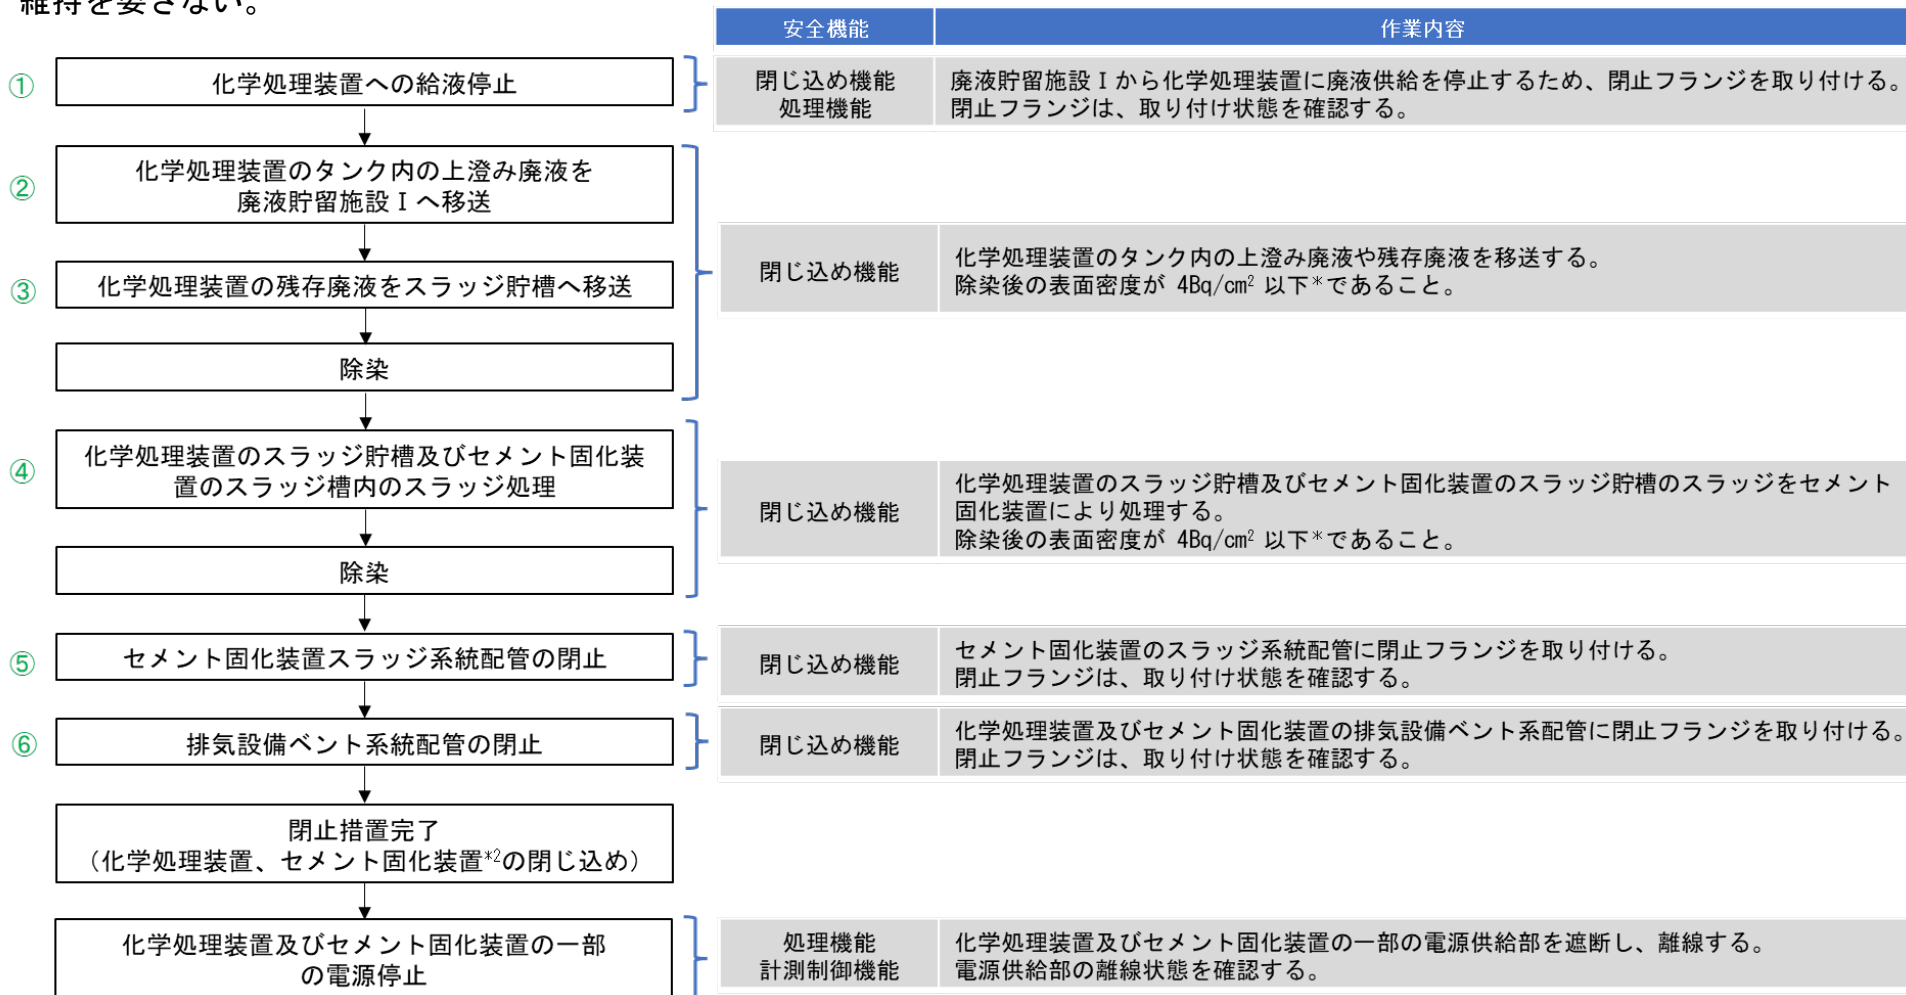 維持を要さない。
安全機能 作業内容
① 化学処理装置への給液停止
閉じ込め機能
処理機能
廃液貯留施設Ⅰから化学処理装置に廃液供給を停止するため、閉止フランジを取り付ける。
閉止フランジは、取り付け状態を確認する。
② 化学処理装置のタンク内の上澄み廃液を
廃液貯留施設Ⅰへ移送
③ 化学処理装置の残存廃液をスラッジ貯槽へ移送
除染
閉じ込め機能
化学処理装置のタンク内の上澄み廃液や残存廃液を移送する。
除染後の表面密度が 4Bq/cm² 以下*であること。
④ 化学処理装置のスラッジ貯槽及びセメント固化装
置のスラッジ槽内のスラッジ処理
除染
閉じ込め機能
化学処理装置のスラッジ貯槽及びセメント固化装置のスラッジ貯槽のスラッジをセメント
固化装置により処理する。
除染後の表面密度が 4Bq/cm² 以下*であること。
⑤ セメント固化装置スラッジ系統配管の閉止
閉じ込め機能
セメント固化装置のスラッジ系統配管に閉止フランジを取り付ける。
閉止フランジは、取り付け状態を確認する。
⑥ 排気設備ベント系統配管の閉止
閉じ込め機能
化学処理装置及びセメント固化装置の排気設備ベント系配管に閉止フランジを取り付ける。
閉止フランジは、取り付け状態を確認する。
閉止措置完了
（化学処理装置、セメント固化装置*²の閉じ込め）
化学処理装置及びセメント固化装置の一部
の電源停止
処理機能
計測制御機能
化学処理装置及びセメント固化装置の一部の電源供給部を遮断し、離線する。
電源供給部の離線状態を確認する。